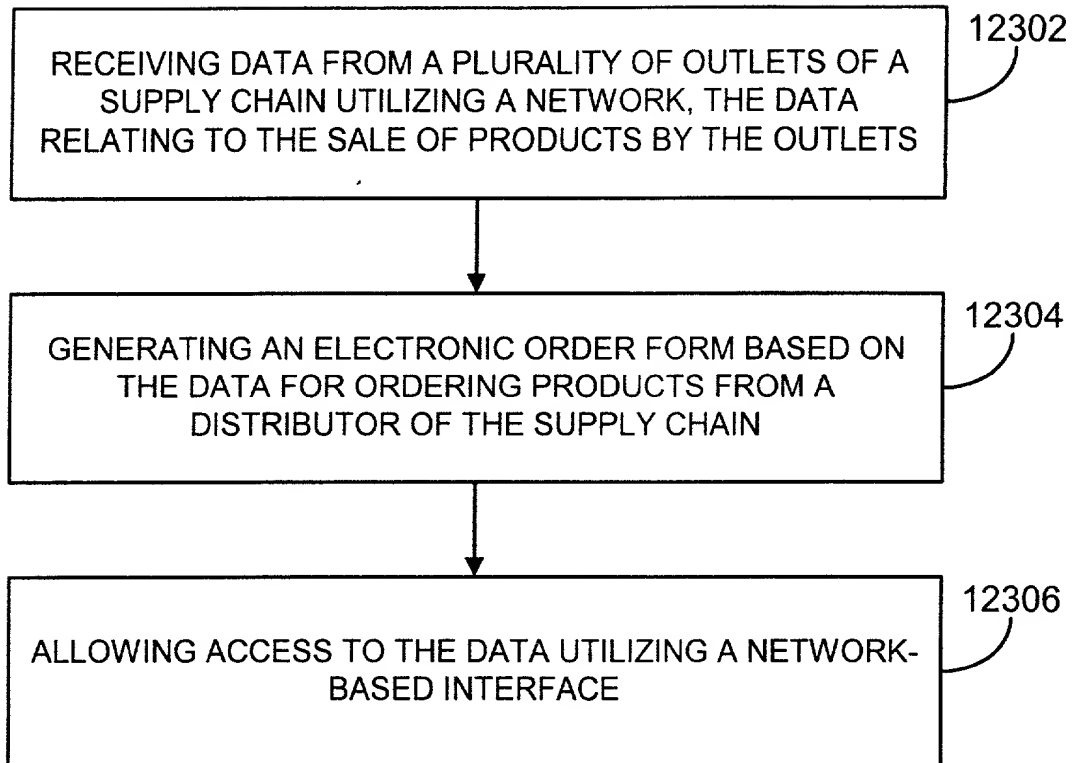 12302
RECEIVING DATA FROM A PLURALITY OF OUTLETS OF A
SUPPLY CHAIN UTILIZING A NETWORK, THE DATA
RELATING TO THE SALE OF PRODUCTS BY THE OUTLETS
12304
GENERATING AN ELECTRONIC ORDER FORM BASED ON
THE DATA FOR ORDERING PRODUCTS FROM A
DISTRIBUTOR OF THE SUPPLY CHAIN
12306
ALLOWING ACCESS TO THE DATA UTILIZING A NETWORK-
BASED INTERFACE